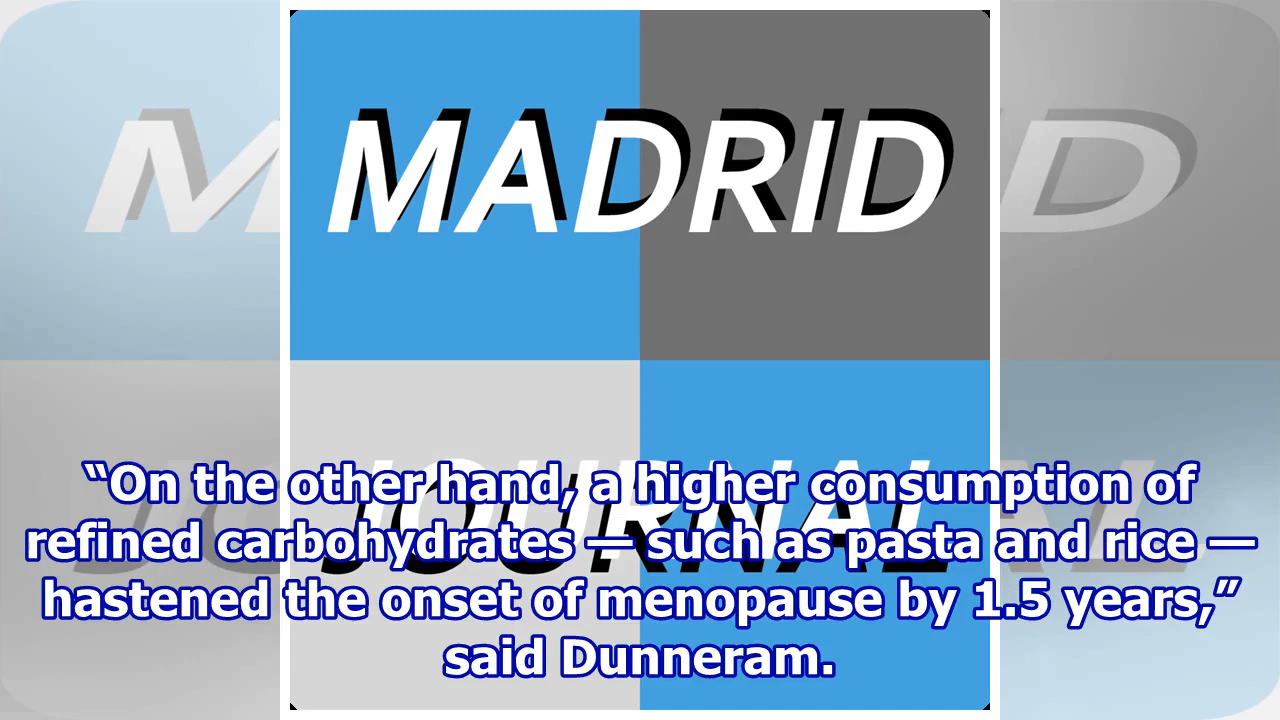 MADRID
JOURNAL
“On the other hand, a higher consumption of
refined carbohydrates — such as pasta and rice —
hastened the onset of menopause by 1.5 years,”
said Dunneram.